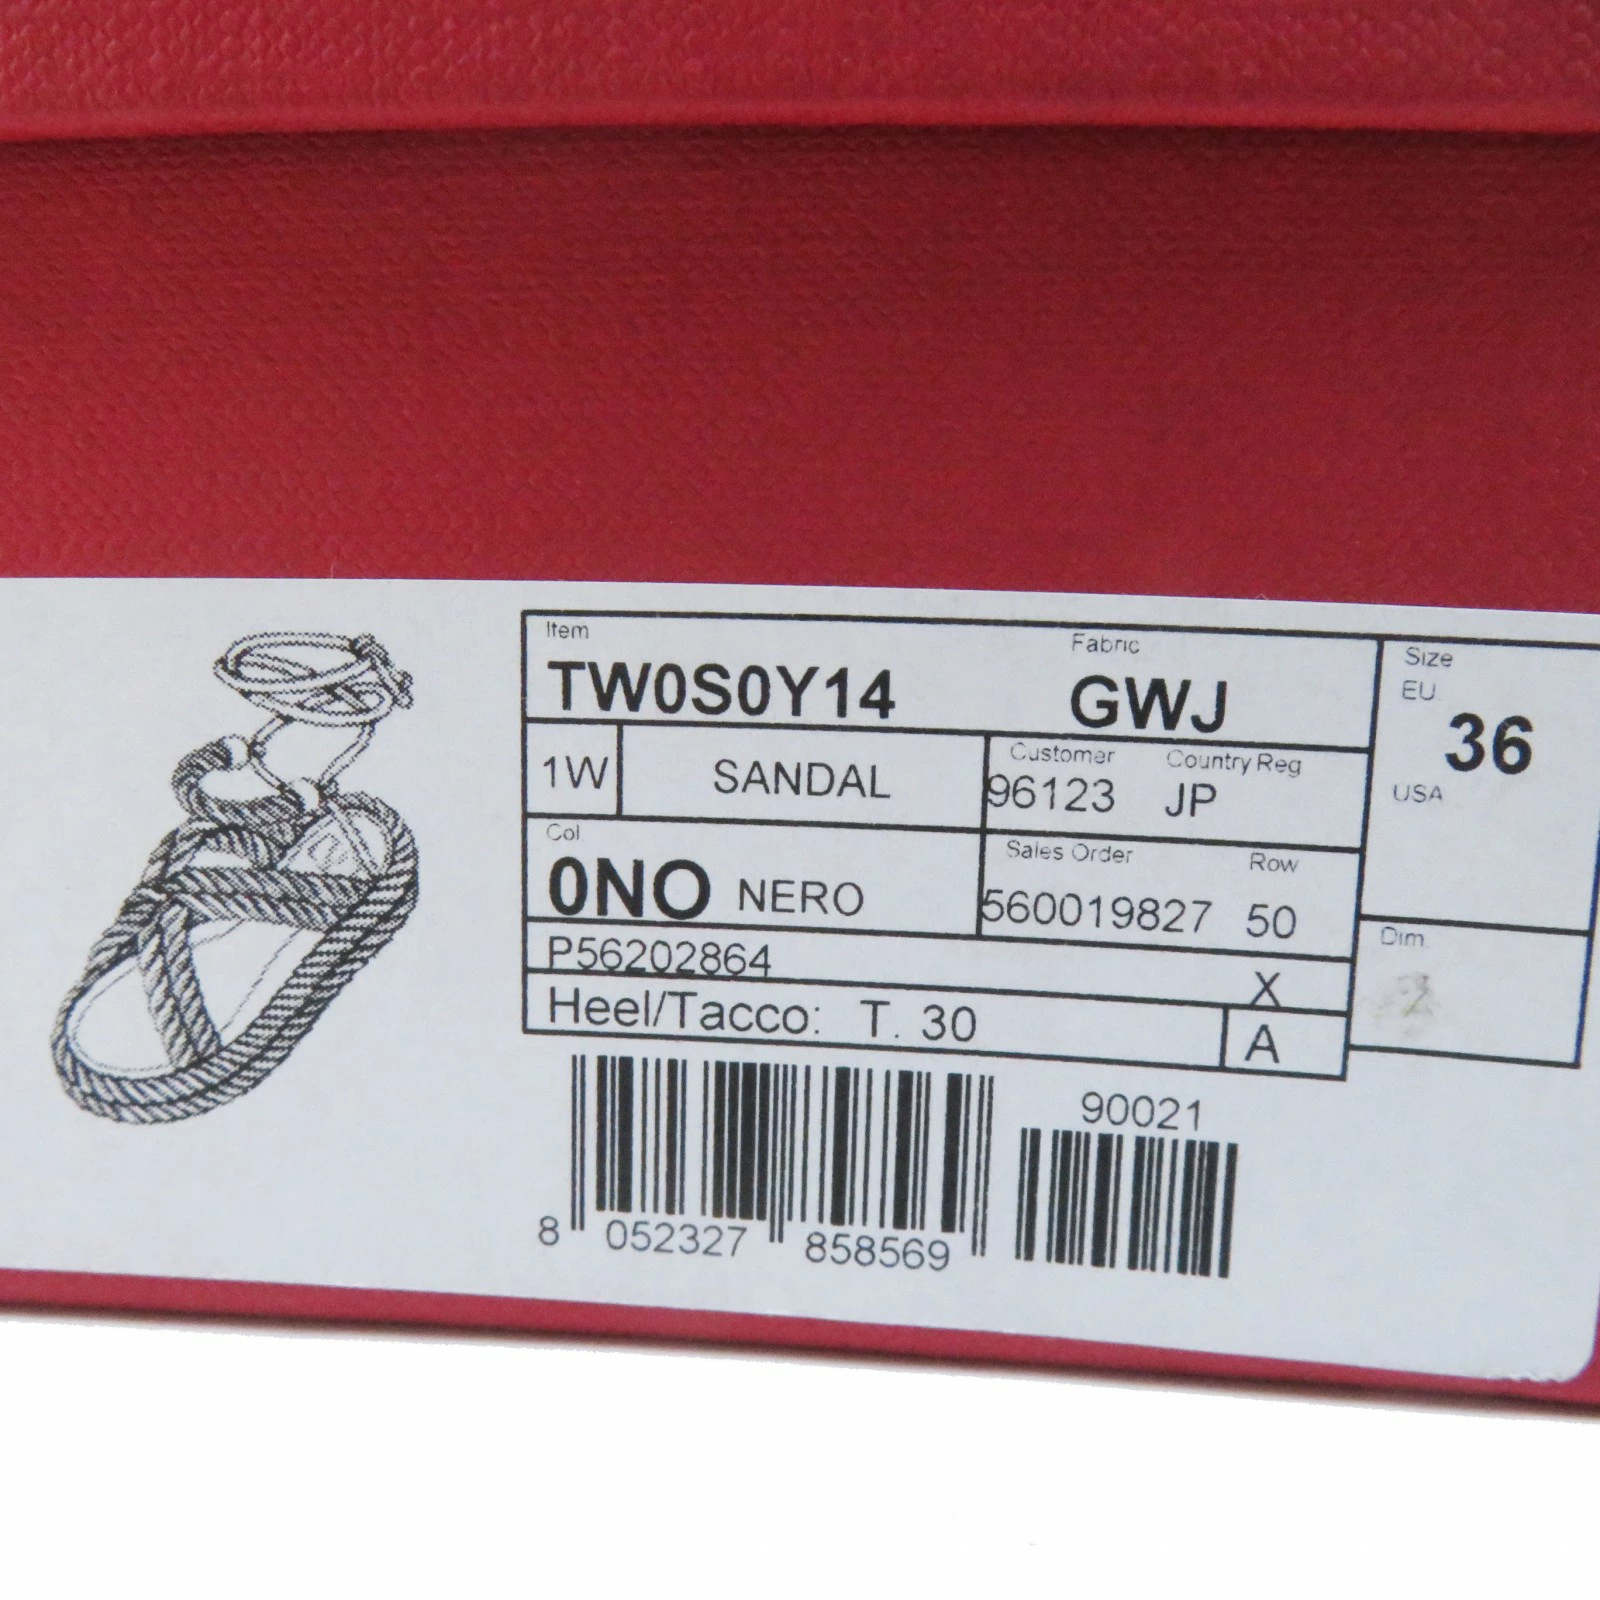 Item Fabric Size
TW0S0Y14 GWJ EU 36
1W SANDAL Customer Country Reg USA
96123 JP
Col Sales Order Row
0NO NERO 560019827 50
P56202864 X Dim.
Heel/Tacco: T. 30 A
90021
8 052327 858569